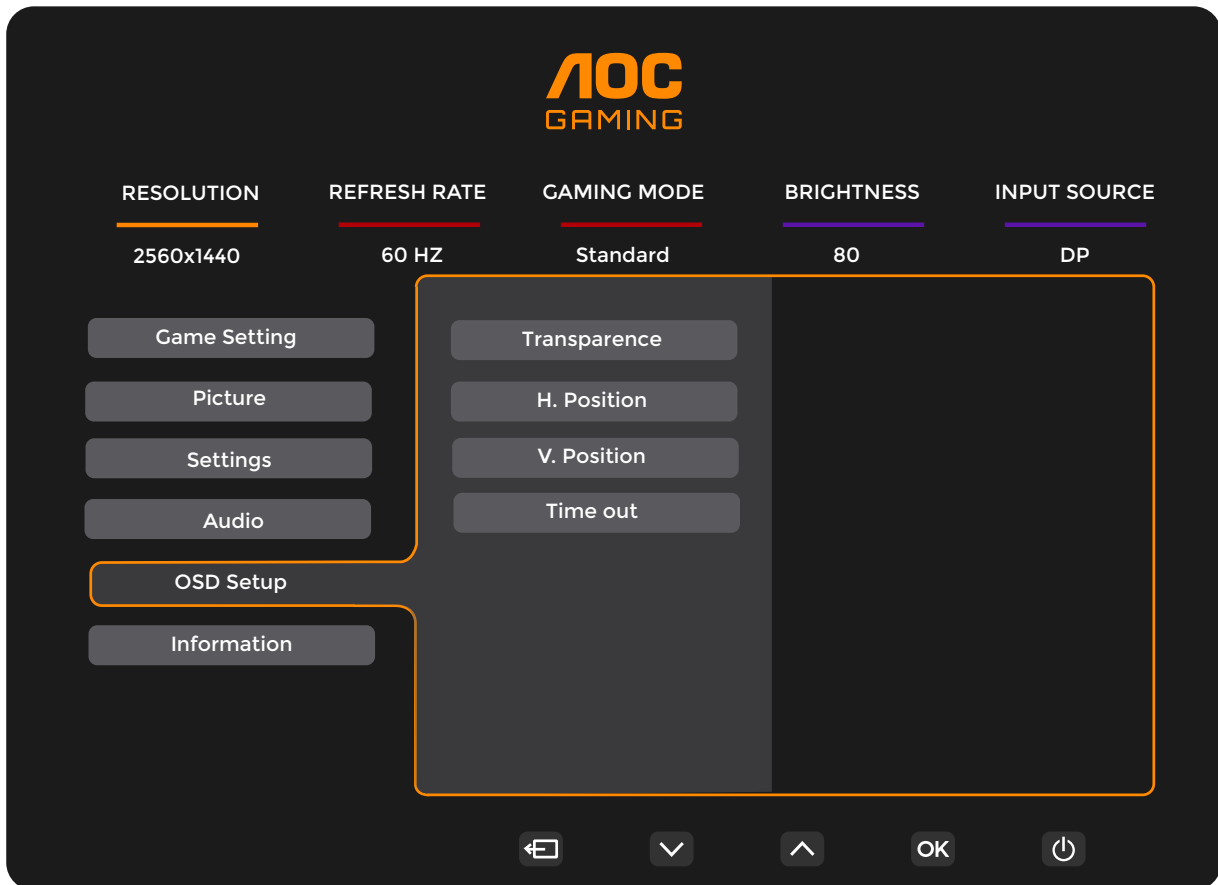 AOC
GAMING
RESOLUTION REFRESH RATE GAMING MODE BRIGHTNESS INPUT SOURCE
2560x1440 60 HZ Standard 80 DP
Game Setting
Picture
Settings
Audio
OSD Setup
Information
Transparence
H. Position
V. Position
Time out
OK